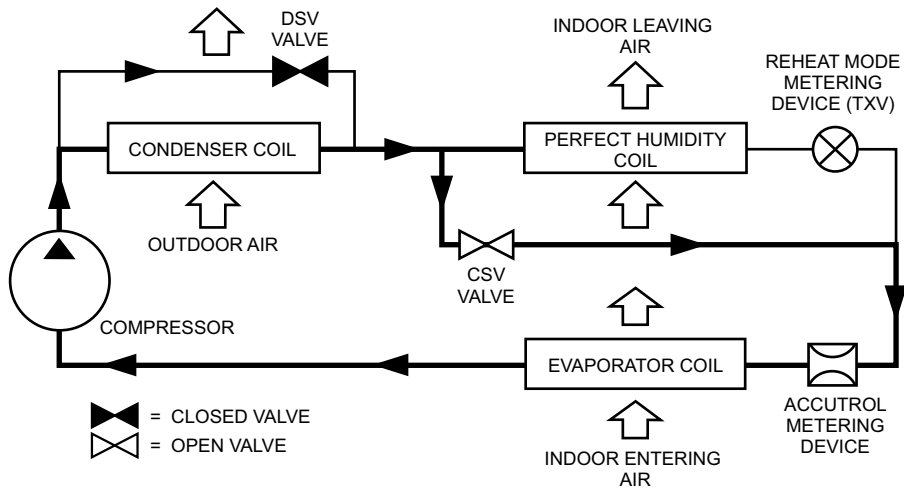 DSV
VALVE
INDOOR LEAVING
AIR
REHEAT MODE
METERING
DEVICE (TXV)
CONDENSER COIL
PERFECT HUMIDITY
COIL
OUTDOOR AIR
CSV
VALVE
COMPRESSOR
EVAPORATOR COIL
ACCUTROL
METERING
DEVICE
= CLOSED VALVE
= OPEN VALVE
INDOOR ENTERING
AIR